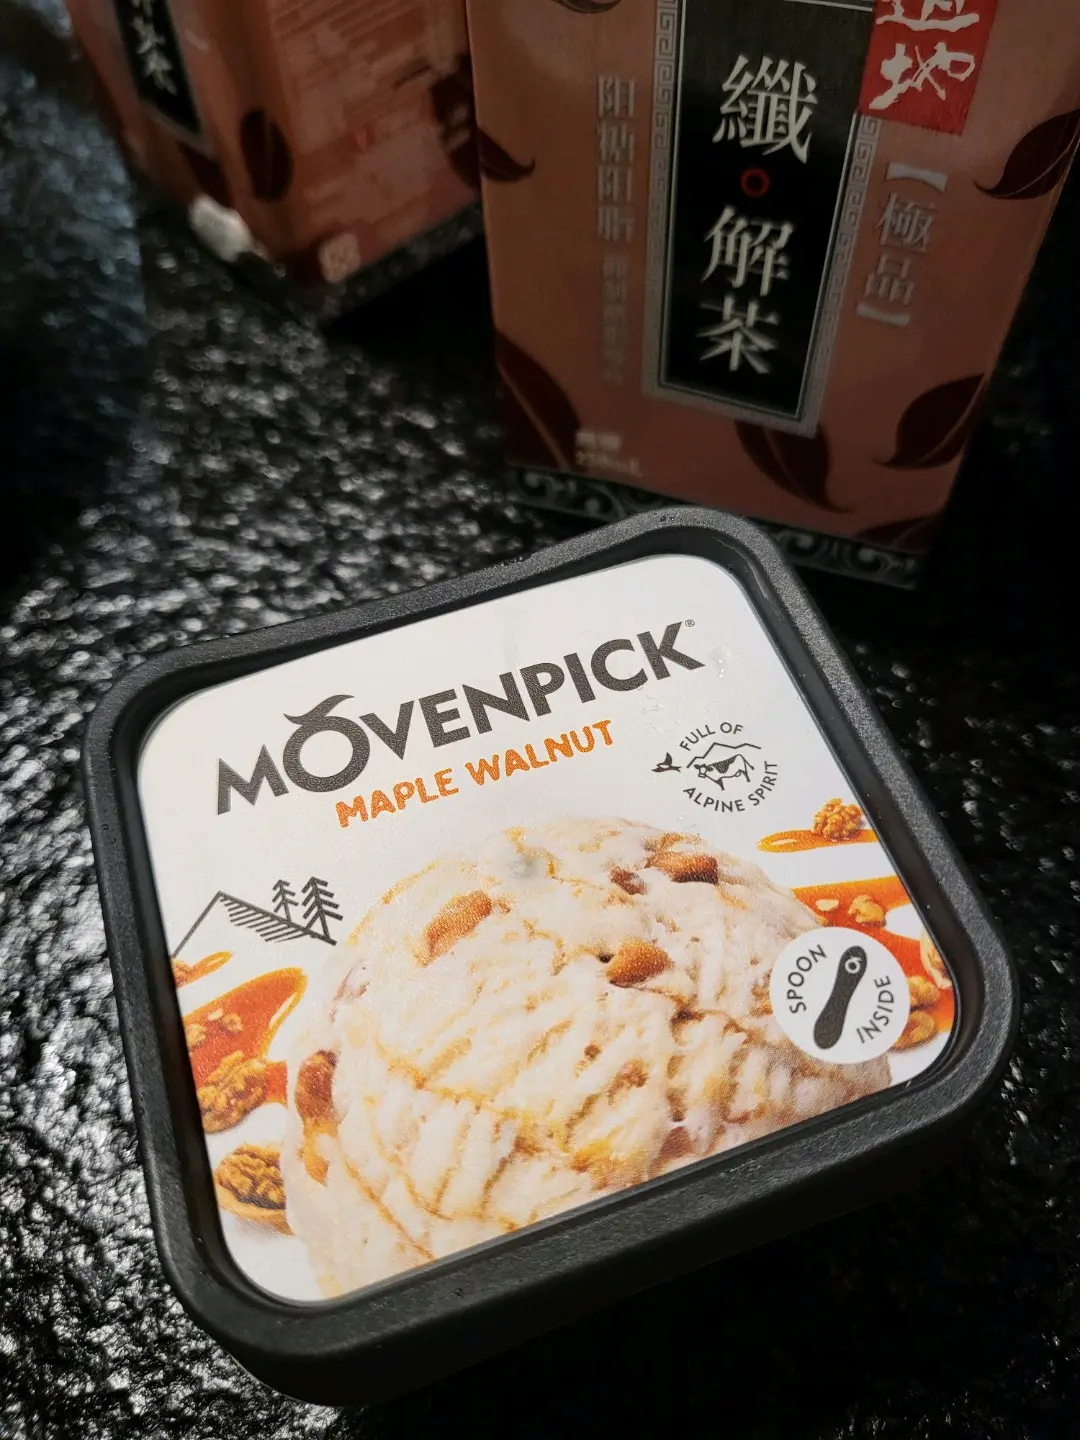 道地
纖
解
茶
【極品】
阻糖阻脂
MÖVENPICK®
MAPLE WALNUT
FULL OF
ALPINE SPIRIT
SPOON
INSIDE